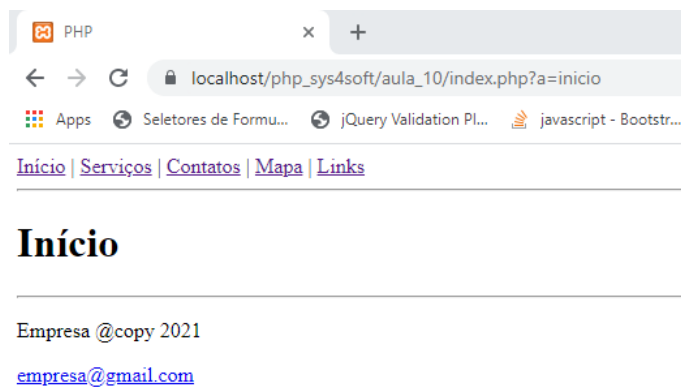 PHP
localhost/php_sys4soft/aula_10/index.php?a=inicio
Apps Seletores de Formu... jQuery Validation Pl... javascript - Bootstr...
Início | Serviços | Contatos | Mapa | Links
Início
Empresa @copy 2021
empresa@gmail.com